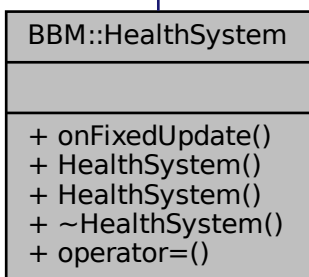 BBM::HealthSystem
+ onFixedUpdate()
+ HealthSystem()
+ HealthSystem()
+ ~HealthSystem()
+ operator=()